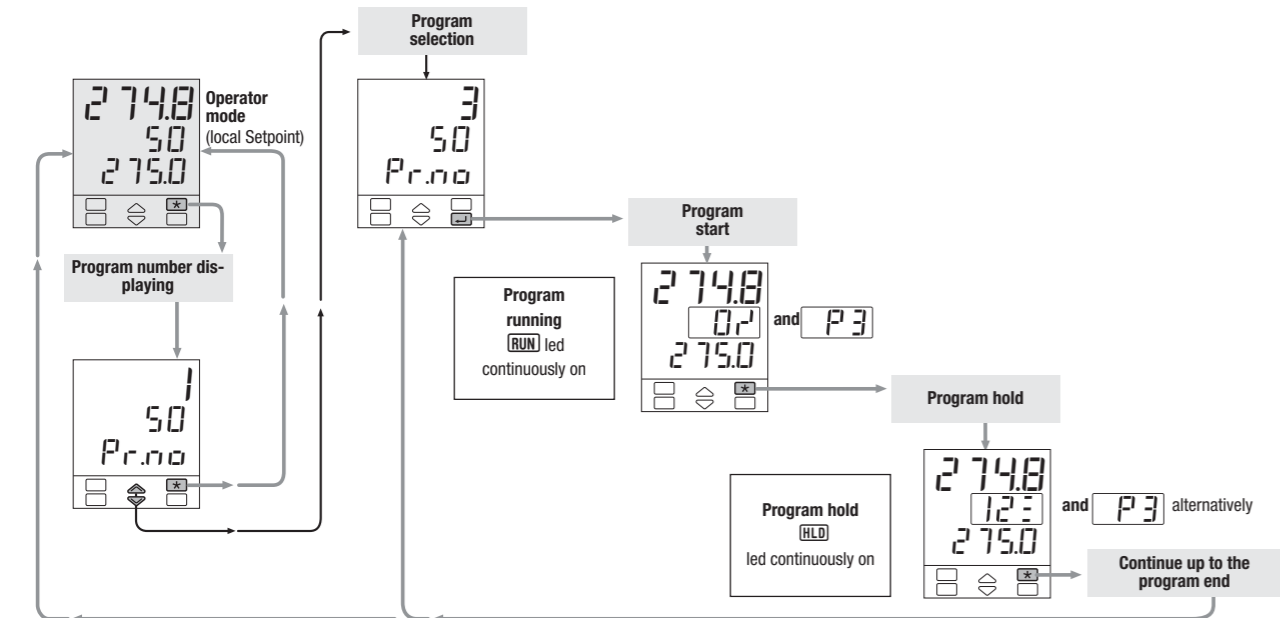 Program
selection
274.8
50
275.0
Operator
mode
(local Setpoint)
3
50
Pr.no
*
Program number dis-
playing
Program
start
1
50
Pr.no
*
Program
running
RUN led
continuously on
274.8
and P3
275.0
*
Program hold
Program hold
HLD
led continuously on
274.8
and P3 alternatively
275.0
*
Continue up to the
program end